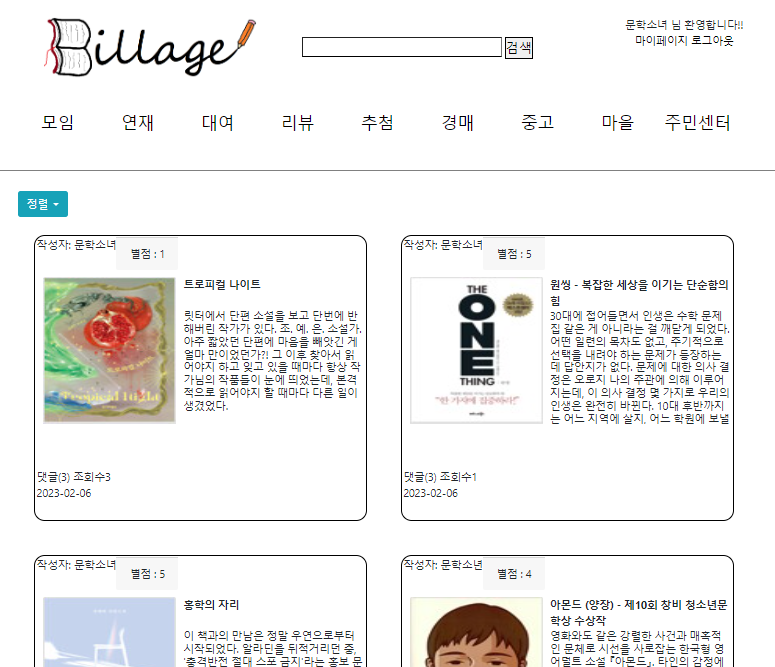 Billage
검색
문학소녀 님 환영합니다!!
마이페이지 로그아웃
모임 연재 대여 리뷰 추첨 경매 중고 마을 주민센터
정렬
작성자: 문학소녀 별점 : 1
트로피컬 나이트
릿터에서 단편 소설을 보고 단번에 반
해버린 작가가 있다. 조. 예. 은. 소설가.
아주 짧았던 단편에 마음을 빼앗긴 게
얼마 만이었던가?! 그 이후 찾아서 읽
어야지 하고 잊고 있을 때마다 항상 작
가님의 작품들이 눈에 띄었는데, 본격
적으로 읽어야지 할 때마다 다른 일이
생겼었다.
댓글(3) 조회수3
2023-02-06
작성자: 문학소녀 별점 : 5
THE
ONE
THING
"한 가지에 집중하라!"
원씽 - 복잡한 세상을 이기는 단순함의
힘
30대에 접어들면서 인생은 수학 문제
집 같은 게 아니라는 걸 깨닫게 되었다.
어떤 일련의 목차도 없고, 주기적으로
선택을 내려야 하는 문제가 등장하는
데 답안지가 없다. 문제에 대한 의사 결
정은 오로지 나의 주관에 의해 이루어
지는데, 이 의사 결정 몇 가지로 우리의
인생은 완전히 바뀐다. 10대 후반까지
는 어느 지역에 살지, 어느 학원에 보낼
댓글(3) 조회수1
2023-02-06
작성자: 문학소녀 별점 : 5
홍학의 자리
이 책과의 만남은 정말 우연으로부터
시작되었다. 알라딘을 뒤적거리던 중,
'충격반전 절대 스포 금지'라는 홍보 문
작성자: 문학소녀 별점 : 4
아몬드 (양장) - 제10회 창비 청소년문
학상 수상작
영화와도 같은 강렬한 사건과 매혹적
인 문체로 시선을 사로잡는 한국형 영
어덜트 소설 『아몬드』. 타인의 감정에